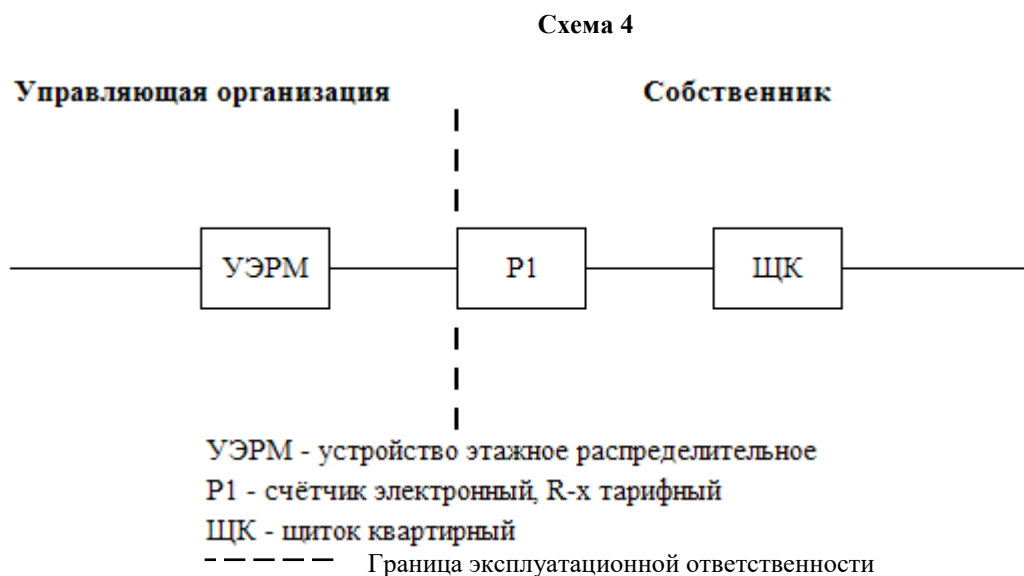 Схема 4
Управляющая организация
Собственник
УЭРМ
Р1
ЩК
УЭРМ - устройство этажное распределительное
Р1 - счётчик электронный, R-х тарифный
ЩК - щиток квартирный
Граница эксплуатационной ответственности